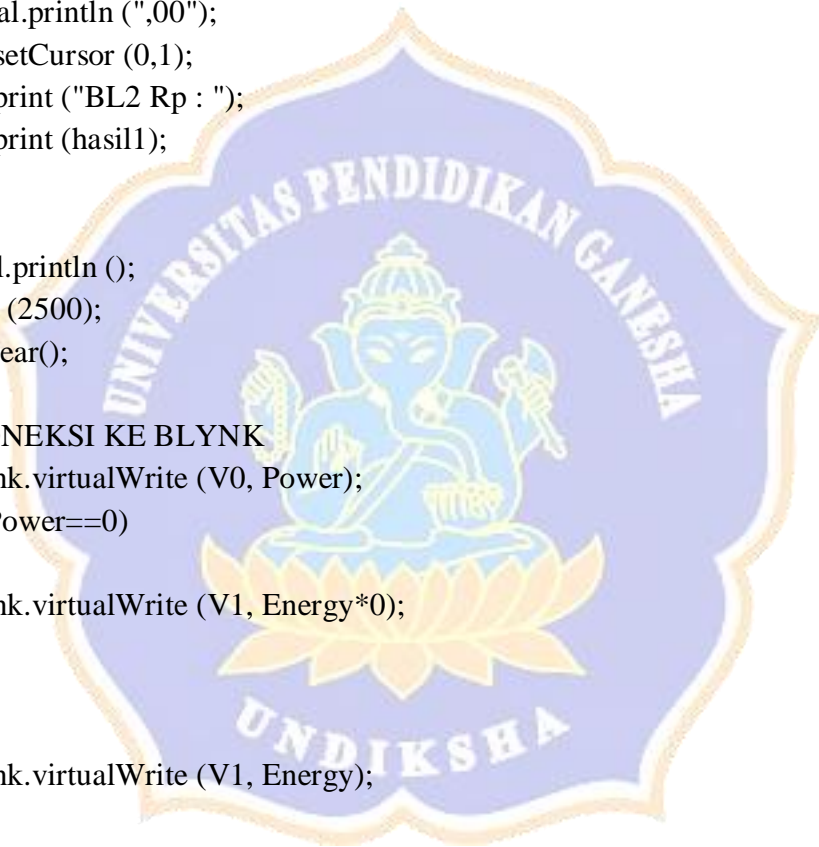 al.println (",00");
setCursor (0,1);
print ("BL2 Rp : ");
print (hasil1);
l.println ();
(2500);
ear();
NEKSI KE BLYNK
nk.virtualWrite (V0, Power);
Power==0)
nk.virtualWrite (V1, Energy*0);
nk.virtualWrite (V1, Energy);
UNIVERSITAS PENDIDIKAN GANESHA
UNDIKSHA